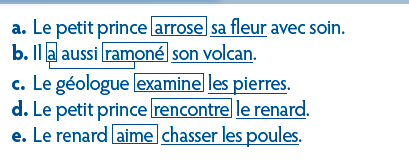 a. Le petit prince arrose sa fleur avec soin.
b. Il a aussi ramoné son volcan.
c. Le géologue examine les pierres.
d. Le petit prince rencontre le renard.
e. Le renard aime chasser les poules.